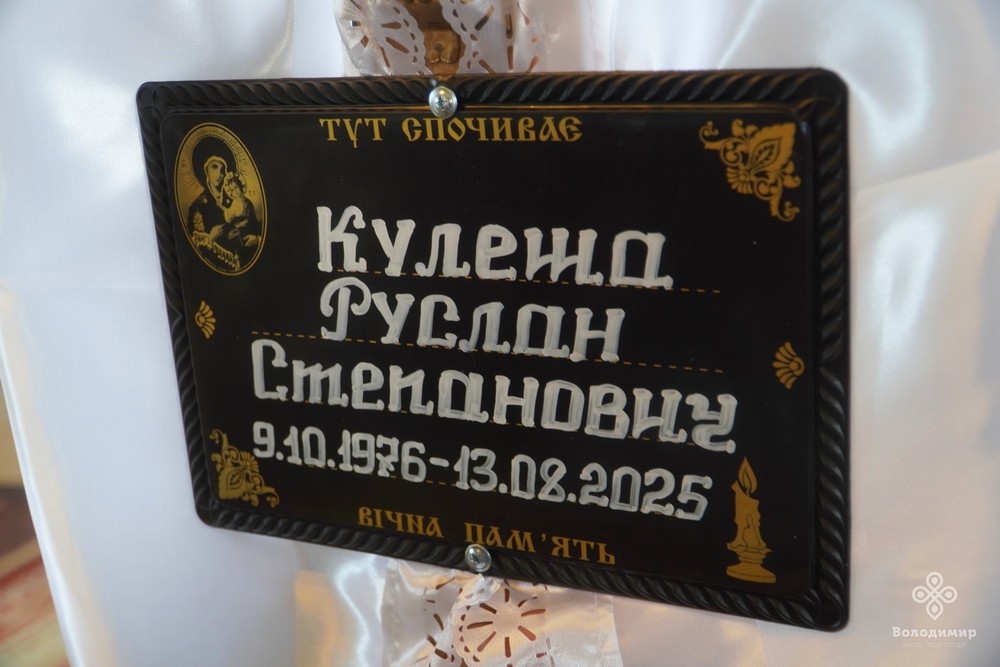 ТУТ СПОЧИВАЄ
Кулеша
Руслан
Степанович
9.10.1976-13.08.2025
ВІЧНА ПАМ'ЯТЬ
Володимир